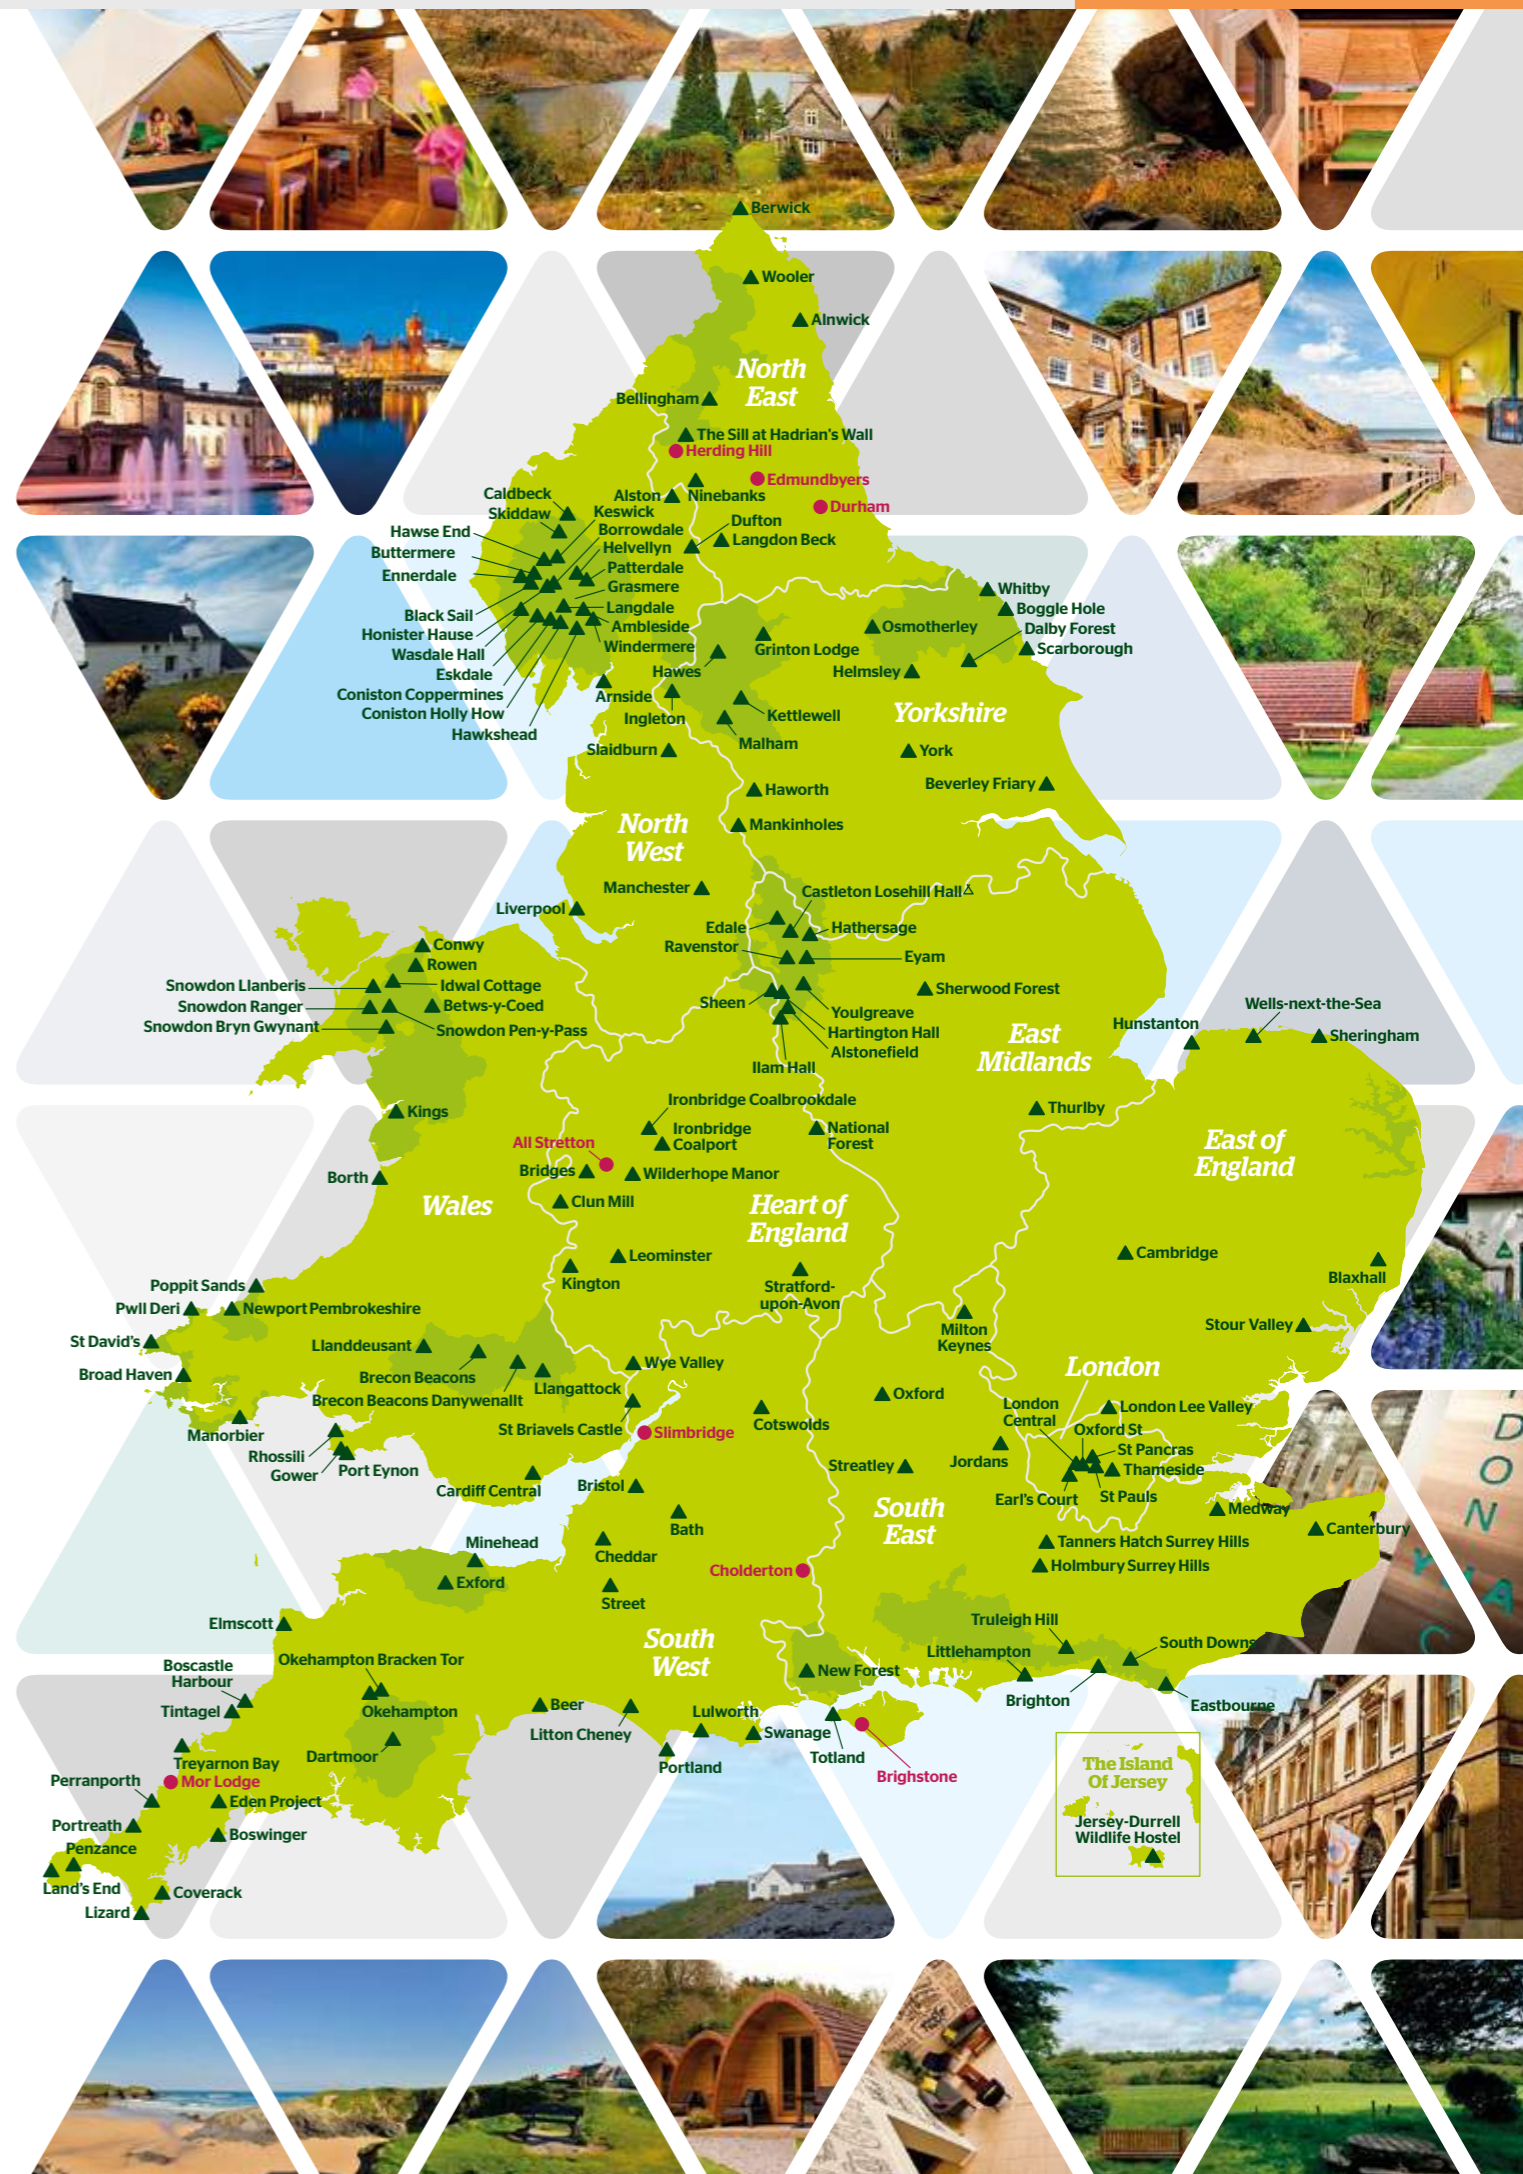 Berwick
Wooler
Alnwick
North
East
Bellingham
The Sill at Hadrian's Wall
Herding Hill
Edmundbyers
Caldbeck
Alston
Ninebanks
Durham
Skiddaw
Keswick
Hawse End
Borrowdale
Dufton
Buttermere
Helvellyn
Langdon Beck
Ennerdale
Patterdale
Grasmere
Whitby
Black Sail
Langdale
Boggle Hole
Honister Hause
Ambleside
Osmotherley
Dalby Forest
Wasdale Hall
Windermere
Grinton Lodge
Scarborough
Eskdale
Hawes
Helmsley
Coniston Coppermines
Arnside
Coniston Holly How
Ingleton
Kettlewell
Yorkshire
Hawkshead
Malham
Slaidburn
York
Beverley Friary
Haworth
North
West
Mankinholes
Manchester
Castleton Losehill Hall
Liverpool
Edale
Hathersage
Conwy
Ravenstor
Eyam
Rowen
Snowdon Llanberis
Idwal Cottage
Sherwood Forest
Snowdon Ranger
Betws-y-Coed
Sheen
Youlgreave
Wells-next-the-Sea
Snowdon Bryn Gwynant
Snowdon Pen-y-Pass
Hartington Hall
Hunstanton
Alstonefield
East
Midlands
Sheringham
Ilam Hall
Ironbridge Coalbrookdale
Kings
Thurlby
Ironbridge
Coalport
National
Forest
East of
England
All Stretton
Bridges
Wilderhope Manor
Borth
Wales
Clun Mill
Heart of
England
Leominster
Cambridge
Kington
Blaxhall
Poppit Sands
Stratford-
upon-Avon
Pwll Deri
Newport Pembrokeshire
Milton
Keynes
Stour Valley
St David's
Llanddeusant
Broad Haven
Brecon Beacons
Wye Valley
London
Llangattock
Brecon Beacons Danywenallt
Oxford
London
Central
London Lee Valley
Manorbier
St Briavels Castle
Slimbridge
Cotswolds
Oxford St
Rhossili
St Pancras
Gower
Port Eynon
Streatley
Jordans
Thameside
Cardiff Central
Bristol
Earl's Court
St Pauls
South
East
Medway
Bath
Canterbury
Minehead
Cheddar
Tanners Hatch Surrey Hills
Cholderton
Holmbury Surrey Hills
Exford
Street
Elmscott
Truleigh Hill
South
West
Littlehampton
South Downs
Okehampton Bracken Tor
Boscastle
Harbour
New Forest
Brighton
Eastbourne
Tintagel
Okehampton
Beer
Litton Cheney
Lulworth
Swanage
Dartmoor
Totland
Treyarnon Bay
Portland
Brighstone
Perranporth
Mor Lodge
Eden Project
The Island
Of Jersey
Portreath
Boswinger
Jersey-Durrell
Wildlife Hostel
Penzance
Land's End
Coverack
Lizard